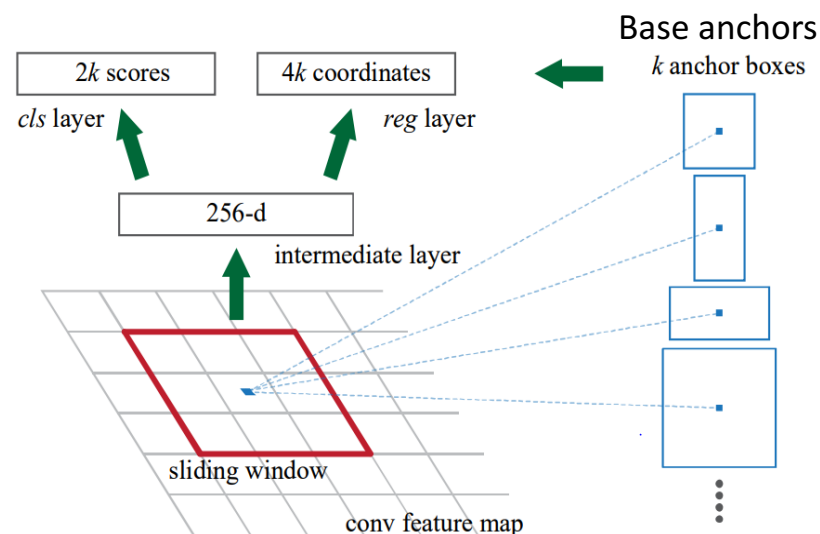 Base anchors
k anchor boxes
2k scores
4k coordinates
cls layer
reg layer
256-d
intermediate layer
sliding window
conv feature map